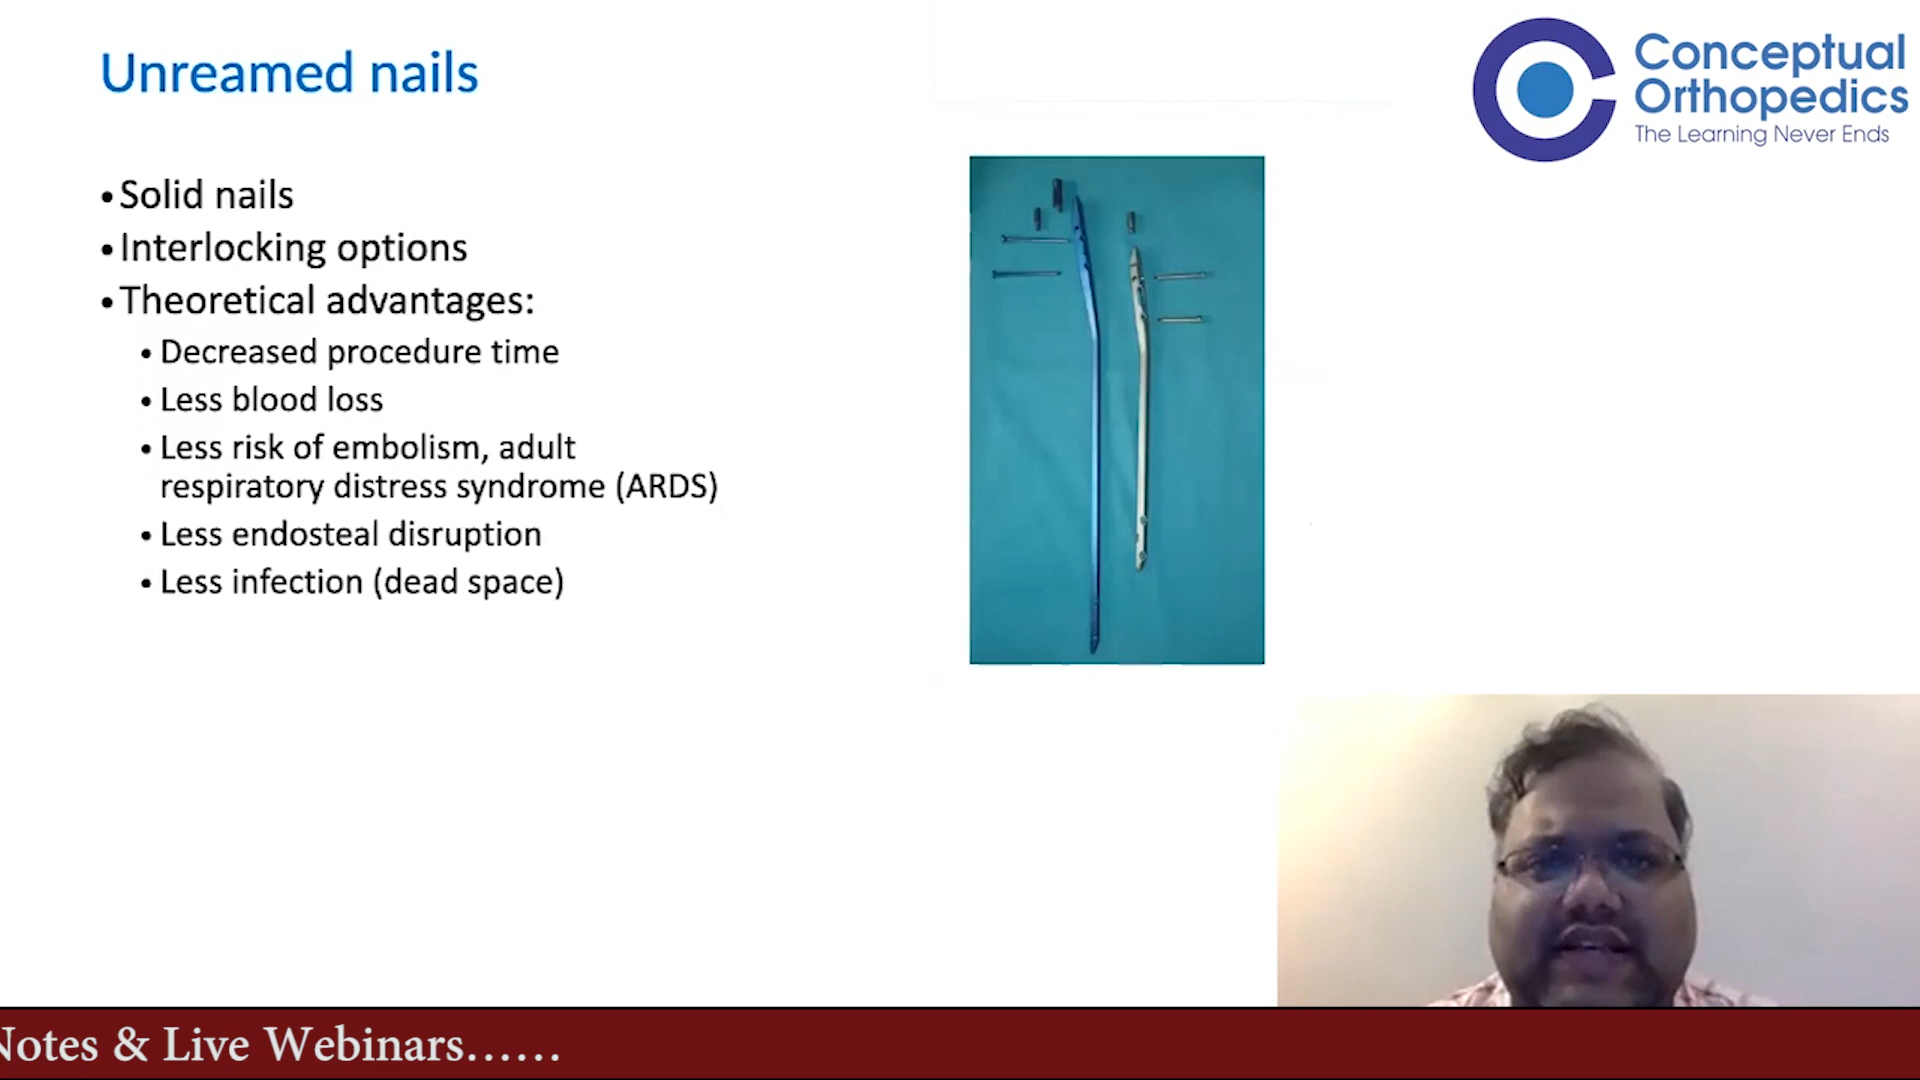 Unreamed nails
Conceptual
Orthopedics
The Learning Never Ends
• Solid nails
• Interlocking options
• Theoretical advantages:
• Decreased procedure time
• Less blood loss
• Less risk of embolism, adult
respiratory distress syndrome (ARDS)
• Less endosteal disruption
• Less infection (dead space)
Notes & Live Webinars......